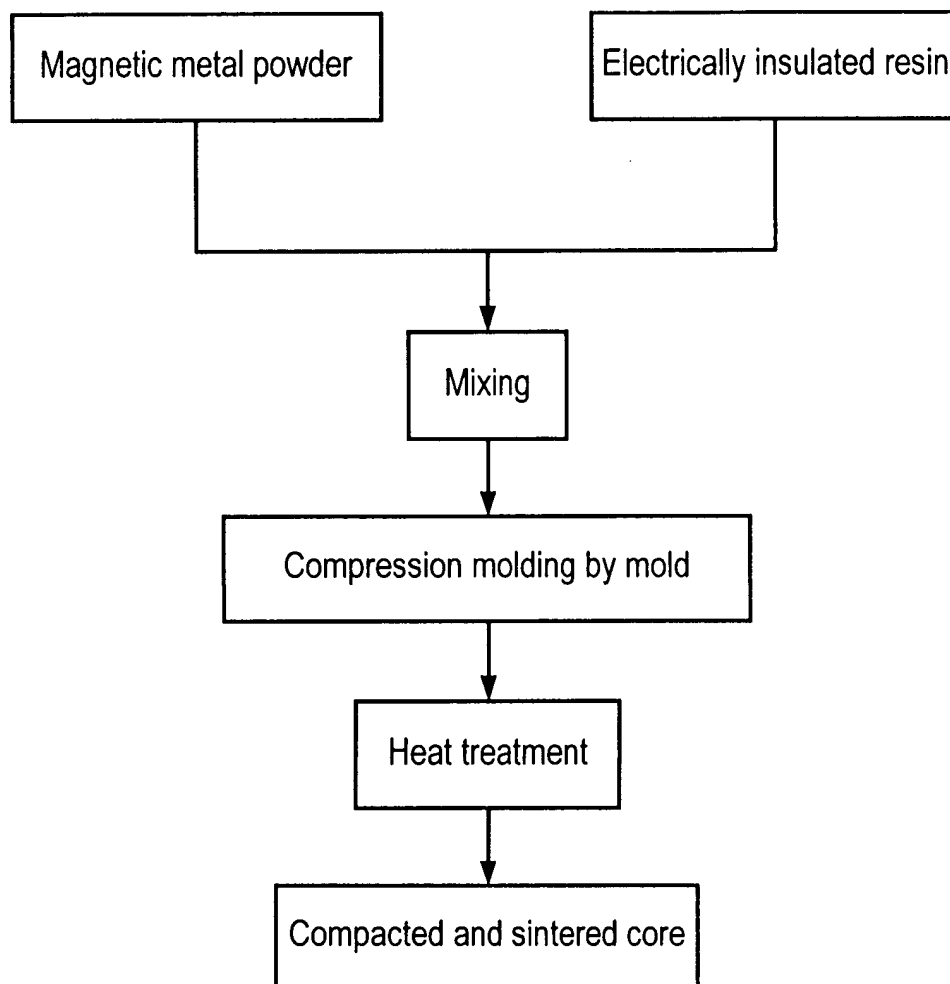 Magnetic metal powder
Electrically insulated resin
Mixing
Compression molding by mold
Heat treatment
Compacted and sintered core